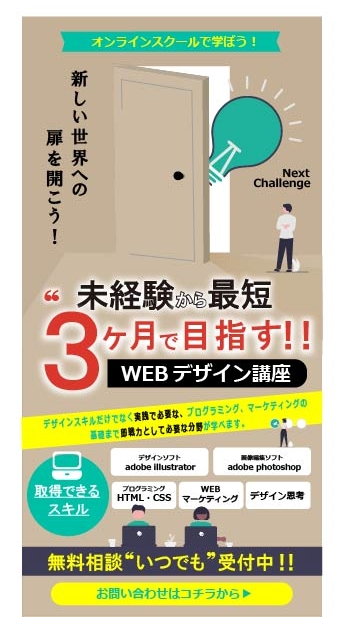 オンラインスクールで学ぼう！
新しい世界への
扉を開こう！
Next
Challenge
“未経験から最短
3ヶ月で目指す!!
WEBデザイン講座
デザインスキルだけでなく実践で必要な、プログラミング、マーケティングの
基礎まで即戦力として必要な分野が学べます。
取得できる
スキル
デザインソフト
adobe illustrator
画像編集ソフト
adobe photoshop
プログラミング
HTML・CSS
WEB
マーケティング
デザイン思考
無料相談“いつでも”受付中!!
お問い合わせはコチラから▶